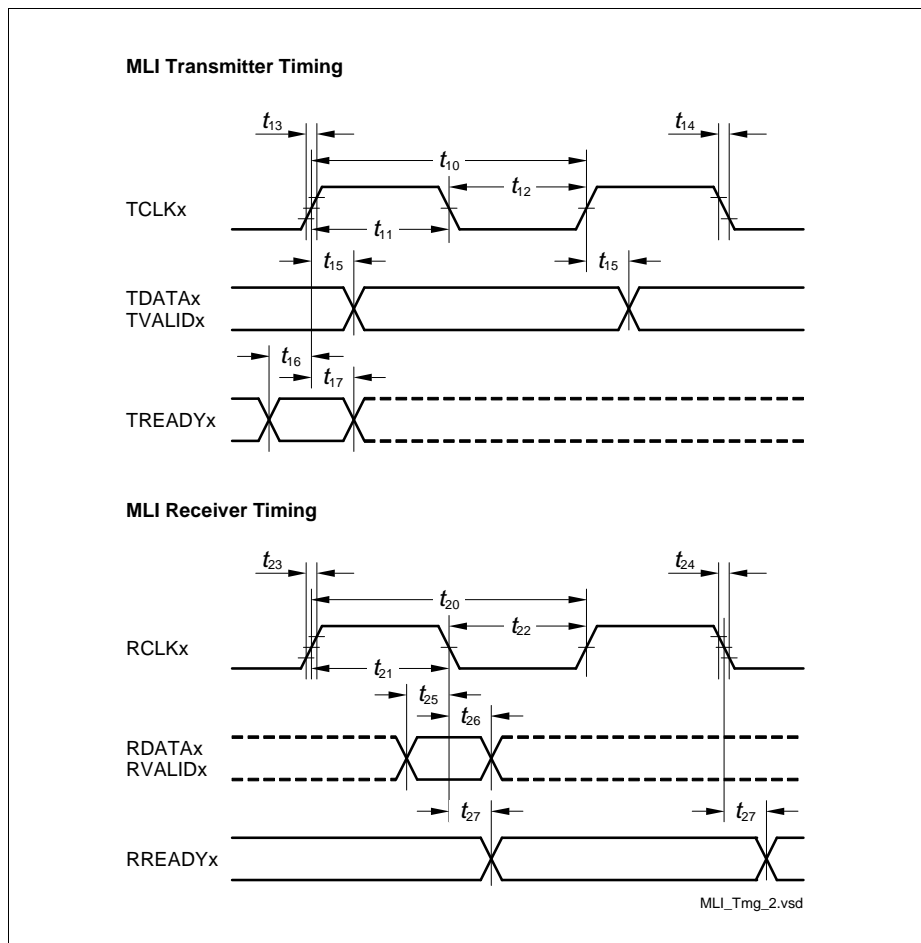 MLI Transmitter Timing
t13
t14
t10
t12
TCLKx
t11
t15
t15
TDATAx
TVALIDx
t16
t17
TREADYx
MLI Receiver Timing
t23
t24
t20
t22
RCLKx
t21
t25
t26
RDATAx
RVALIDx
t27
t27
RREADYx
MLI_Tmg_2.vsd